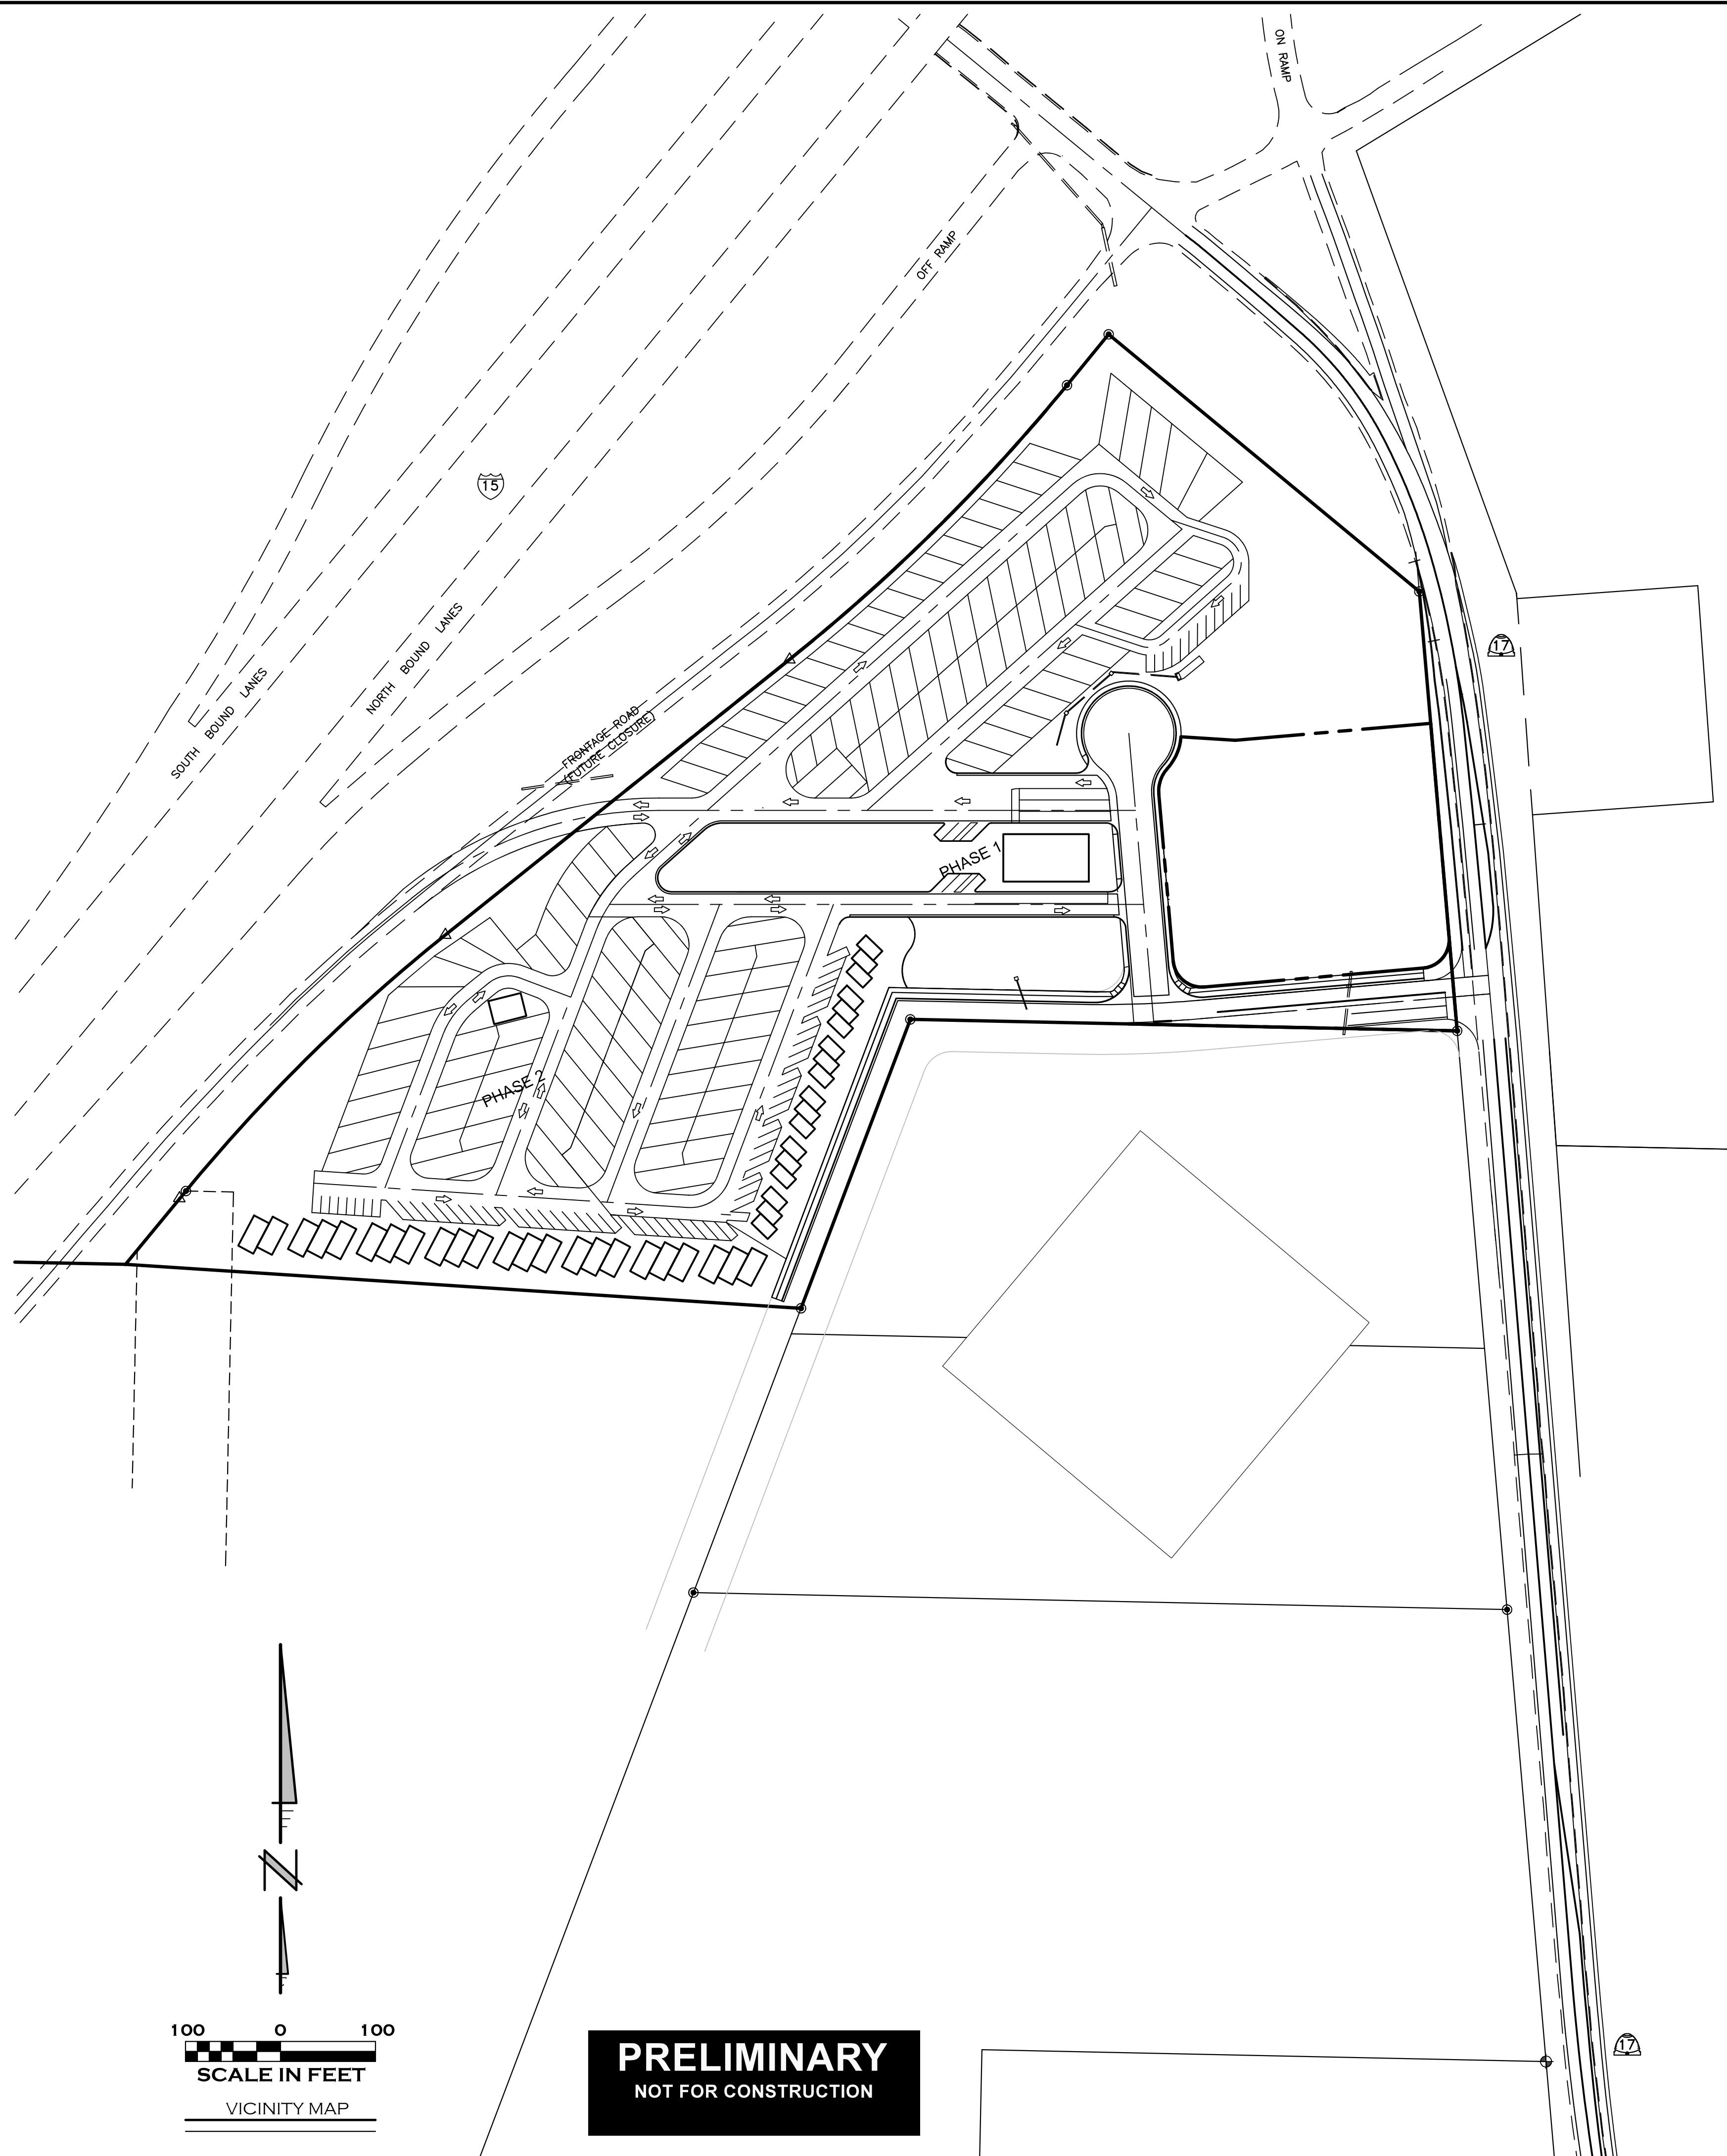 ON RAMP
OFF RAMP
15
SOUTH BOUND LANES
NORTH BOUND LANES
FRONTAGE ROAD
(FUTURE CLOSURE)
17
PHASE 1
PHASE 2
N
100 0 100
SCALE IN FEET
VICINITY MAP
PRELIMINARY
NOT FOR CONSTRUCTION
17